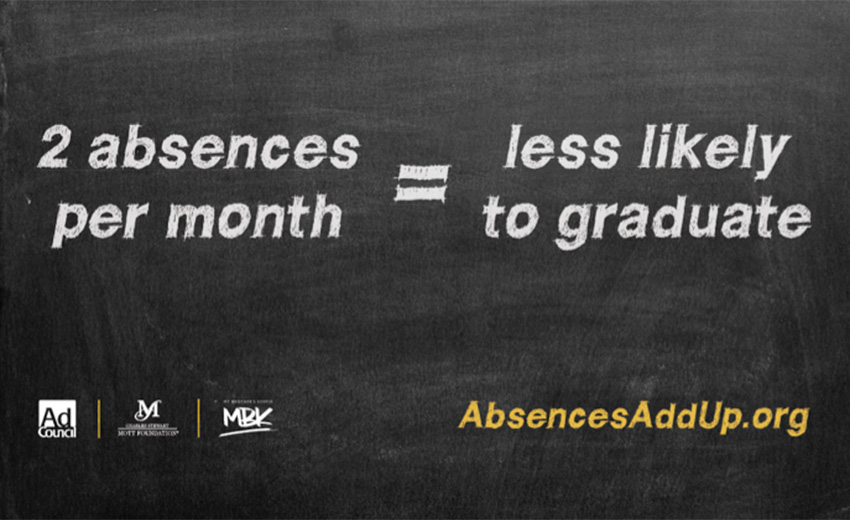 2 absences
per month
=
less likely
to graduate
Ad
Council
M
CHARLES STEWART
MOTT FOUNDATION®
MY BROTHER'S KEEPER
MBK
AbsencesAddUp.org